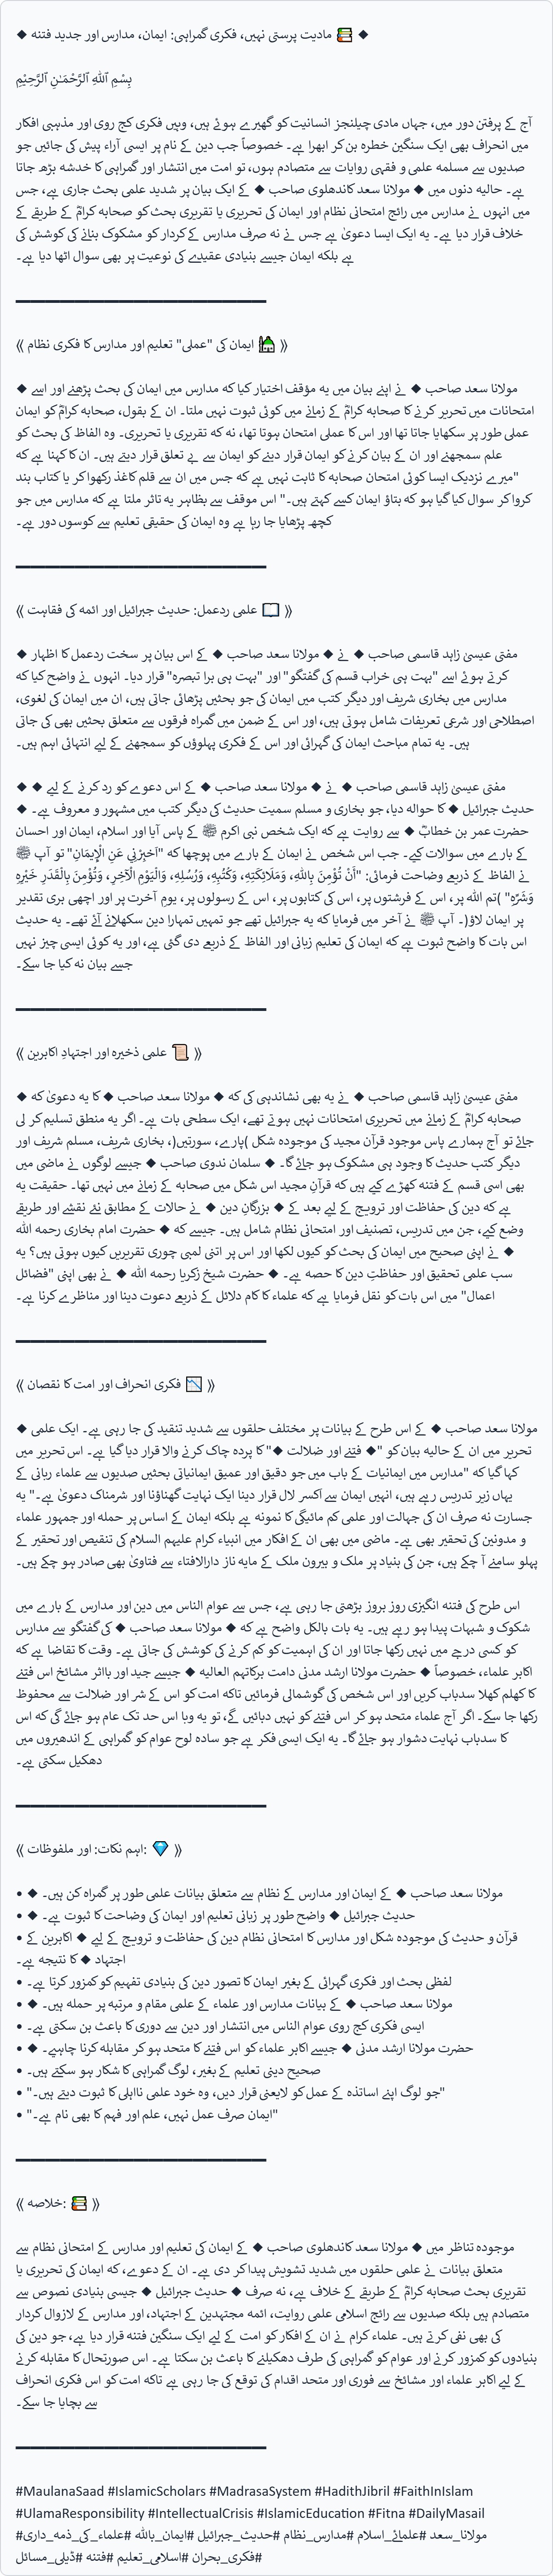 ◆ مادیت پرستی نہیں، فکری گمراہی: ایمان، مدارس اور جدید فتنہ 📚 ◆
بِسْمِ ٱللَّهِ ٱلرَّحْمَـٰنِ ٱلرَّحِيْمِ
آج کے پرفتن دور میں، جہاں مادی چیلنجز انسانیت کو گھیرے ہوئے ہیں، وہیں فکری کج روی اور مذہبی افکار
میں انحراف بھی ایک سنگین خطرہ بن کر ابھرا ہے۔ خصوصاً جب دین کے نام پر ایسی آراء پیش کی جائیں جو
صدیوں سے مسلمہ علمی و فقہی روایات سے متصادم ہوں، تو امت میں انتشار اور گمراہی کا خدشہ بڑھ جاتا
ہے۔ حالیہ دنوں میں ◆ مولانا سعد کاندھلوی صاحب ◆ کے ایک بیان پر شدید علمی بحث جاری ہے، جس
میں انہوں نے مدارس میں رائج امتحانی نظام اور ایمان کی تحریری یا تقریری بحث کو صحابہ کرامؓ کے طریقے کے
خلاف قرار دیا ہے۔ یہ ایک ایسا دعویٰ ہے جس نے نہ صرف مدارس کے کردار کو مشکوک بنانے کی کوشش کی
ہے بلکہ ایمان جیسے بنیادی عقیدے کی نوعیت پر بھی سوال اٹھا دیا ہے۔
━━━━━━━━━━━━━━━━━━━━
⟪ ایمان کی "عملی" تعلیم اور مدارس کا فکری نظام 🕌 ⟫
◆ مولانا سعد صاحب ◆ نے اپنے بیان میں یہ مؤقف اختیار کیا کہ مدارس میں ایمان کی بحث پڑھنے اور اسے
امتحانات میں تحریر کرنے کا صحابہ کرامؓ کے زمانے میں کوئی ثبوت نہیں ملتا۔ ان کے بقول، صحابہ کرامؓ کو ایمان
عملی طور پر سکھایا جاتا تھا اور اس کا عملی امتحان ہوتا تھا، نہ کہ تقریری یا تحریری۔ وہ الفاظ کی بحث کو
علم سمجھنے اور ان کے بیان کرنے کو ایمان قرار دینے کو ایمان سے بے تعلق قرار دیتے ہیں۔ ان کا کہنا ہے کہ
"میرے نزدیک ایسا کوئی امتحان صحابہ کا ثابت نہیں ہے کہ جس میں ان سے قلم کاغذ رکھوا کر یا کتاب بند
کروا کر سوال کیا گیا ہو کہ بتاؤ ایمان کسے کہتے ہیں۔" اس موقف سے بظاہر یہ تاثر ملتا ہے کہ مدارس میں جو
کچھ پڑھایا جا رہا ہے وہ ایمان کی حقیقی تعلیم سے کوسوں دور ہے۔
━━━━━━━━━━━━━━━━━━━━
⟪ علمی ردعمل: حدیث جبرائیل اور ائمہ کی فقاہت 📖 ⟫
◆ مفتی عیسیٰ زاہد قاسمی صاحب ◆ نے ◆ مولانا سعد صاحب ◆ کے اس بیان پر سخت ردعمل کا اظہار
کرتے ہوئے اسے "بہت ہی خراب قسم کی گفتگو" اور "بہت ہی برا تبصرہ" قرار دیا۔ انہوں نے واضح کیا کہ
مدارس میں بخاری شریف اور دیگر کتب میں ایمان کی جو بحثیں پڑھائی جاتی ہیں، ان میں ایمان کی لغوی،
اصطلاحی اور شرعی تعریفات شامل ہوتی ہیں، اور اس کے ضمن میں گمراہ فرقوں سے متعلق بحثیں بھی کی جاتی
ہیں۔ یہ تمام مباحث ایمان کی گہرائی اور اس کے فکری پہلوؤں کو سمجھنے کے لیے انتہائی اہم ہیں۔
◆ مفتی عیسیٰ زاہد قاسمی صاحب ◆ نے ◆ مولانا سعد صاحب ◆ کے اس دعوے کو رد کرنے کے لیے ◆
حدیث جبرائیل ◆ کا حوالہ دیا، جو بخاری و مسلم سمیت حدیث کی دیگر کتب میں مشہور و معروف ہے۔ ◆
حضرت عمر بن خطابؓ ◆ سے روایت ہے کہ ایک شخص نبی اکرم ﷺ کے پاس آیا اور اسلام، ایمان اور احسان
کے بارے میں سوالات کیے۔ جب اس شخص نے ایمان کے بارے میں پوچھا کہ "اَخبِرْنِي عَنِ الْإِيمَانِ" تو آپ ﷺ
نے الفاظ کے ذریعے وضاحت فرمائی: "أَنْ تُؤْمِنَ بِاللهِ، وَمَلَائِكَتِهِ، وَكُتُبِهِ، وَرُسُلِهِ، وَالْيَوْمِ الْآخِرِ، وَتُؤْمِنَ بِالْقَدَرِ خَيْرِهِ
وَشَرِّهِ" )تم اللہ پر، اس کے فرشتوں پر، اس کی کتابوں پر، اس کے رسولوں پر، یومِ آخرت پر اور اچھی بری تقدیر
پر ایمان لاؤ(۔ آپ ﷺ نے آخر میں فرمایا کہ یہ جبرائیل تھے جو تمہیں تمہارا دین سکھلانے آئے تھے۔ یہ حدیث
اس بات کا واضح ثبوت ہے کہ ایمان کی تعلیم زبانی اور الفاظ کے ذریعے دی گئی ہے، اور یہ کوئی ایسی چیز نہیں
جسے بیان نہ کیا جا سکے۔
━━━━━━━━━━━━━━━━━━━━
⟪ علمی ذخیرہ اور اجتہادِ اکابرین 📜 ⟫
◆ مفتی عیسیٰ زاہد قاسمی صاحب ◆ نے یہ بھی نشاندہی کی کہ ◆ مولانا سعد صاحب ◆ کا یہ دعویٰ کہ
صحابہ کرامؓ کے زمانے میں تحریری امتحانات نہیں ہوتے تھے، ایک سطحی بات ہے۔ اگر یہ منطق تسلیم کر لی
جائے تو آج ہمارے پاس موجود قرآن مجید کی موجودہ شکل )پارے، سورتیں(، بخاری شریف، مسلم شریف اور
دیگر کتب حدیث کا وجود ہی مشکوک ہو جائے گا۔ ◆ سلمان ندوی صاحب ◆ جیسے لوگوں نے ماضی میں
بھی اسی قسم کے فتنہ کھڑے کیے ہیں کہ قرآن مجید اس شکل میں صحابہ کے زمانے میں نہیں تھا۔ حقیقت یہ
ہے کہ دین کی حفاظت اور ترویج کے لیے بعد کے ◆ بزرگانِ دین ◆ نے حالات کے مطابق نئے نقشے اور طریقے
وضع کیے، جن میں تدریس، تصنیف اور امتحانی نظام شامل ہیں۔ جیسے کہ ◆ حضرت امام بخاری رحمہ اللہ
◆ نے اپنی صحیح میں ایمان کی بحث کو کیوں لکھا اور اس پر اتنی لمبی چوری تقریریں کیوں ہوتی ہیں؟ یہ
سب علمی تحقیق اور حفاظتِ دین کا حصہ ہے۔ ◆ حضرت شیخ زکریا رحمہ اللہ ◆ نے بھی اپنی "فضائل
اعمال" میں اس بات کو نقل فرمایا ہے کہ علماء کا کام دلائل کے ذریعے دعوت دینا اور مناظرے کرنا ہے۔
━━━━━━━━━━━━━━━━━━━━
⟪ فکری انحراف اور امت کا نقصان 📉 ⟫
◆ مولانا سعد صاحب ◆ کے اس طرح کے بیانات پر مختلف حلقوں سے شدید تنقید کی جا رہی ہے۔ ایک علمی
تحریر میں ان کے حالیہ بیان کو "◆ فتنے اور ضلالت ◆" کا پردہ چاک کرنے والا قرار دیا گیا ہے۔ اس تحریر میں
کہا گیا کہ "مدارس میں ایمانیات کے باب میں جو دقیق اور عمیق ایمانیاتی بحثیں صدیوں سے علماء ربانی کے
یہاں زیر تدریس رہے ہیں، انہیں ایمان سے اکسر لال قرار دینا ایک نہایت گھناؤنا اور شرمناک دعویٰ ہے۔" یہ
جسارت نہ صرف ان کی جہالت اور علمی کم مائیگی کا نمونہ ہے بلکہ ایمان کے اساس پر حملہ اور جمہور علماء
و مدونین کی تحقیر بھی ہے۔ ماضی میں بھی ان کے افکار میں انبیاء کرام علیہم السلام کی تنقیص اور تحقیر کے
پہلو سامنے آ چکے ہیں، جن کی بنیاد پر ملک و بیرون ملک کے مایہ ناز دارالافتاء سے فتاویٰ بھی صادر ہو چکے ہیں۔
اس طرح کی فتنہ انگیزی روز بروز بڑھتی جا رہی ہے، جس سے عوام الناس میں دین اور مدارس کے بارے میں
شکوک و شبہات پیدا ہو رہے ہیں۔ یہ بات بالکل واضح ہے کہ ◆ مولانا سعد صاحب ◆ کی گفتگو سے مدارس
کو کسی درجے میں نہیں رکھا جاتا اور ان کی اہمیت کو کم کرنے کی کوشش کی جاتی ہے۔ وقت کا تقاضا ہے کہ
اکابر علماء، خصوصاً ◆ حضرت مولانا ارشد مدنی دامت برکاتہم العالیہ ◆ جیسے جید اور بااثر مشائخ اس فتنے
کا کھلم کھلا سدباب کریں اور اس شخص کی گوشمالی فرمائیں تاکہ امت کو اس کے شر اور ضلالت سے محفوظ
رکھا جا سکے۔ اگر آج علماء متحد ہو کر اس فتنے کو نہیں دبائیں گے، تو یہ وبا اس حد تک عام ہو جائے گی کہ اس
کا سدباب نہایت دشوار ہو جائے گا۔ یہ ایک ایسی فکر ہے جو سادہ لوح عوام کو گمراہی کے اندھیروں میں
دھکیل سکتی ہے۔
━━━━━━━━━━━━━━━━━━━━
⟪ اہم نکات: اور ملفوظات: 💎 ⟫
• ◆ مولانا سعد صاحب ◆ کے ایمان اور مدارس کے نظام سے متعلق بیانات علمی طور پر گمراہ کن ہیں۔
• ◆ حدیث جبرائیل ◆ واضح طور پر زبانی تعلیم اور ایمان کی وضاحت کا ثبوت ہے۔
• قرآن و حدیث کی موجودہ شکل اور مدارس کا امتحانی نظام دین کی حفاظت و ترویج کے لیے ◆ اکابرین کے
اجتہاد ◆ کا نتیجہ ہے۔
• لفظی بحث اور فکری گہرائی کے بغیر ایمان کا تصور دین کی بنیادی تفہیم کو کمزور کرتا ہے۔
• ◆ مولانا سعد صاحب ◆ کے بیانات مدارس اور علماء کے علمی مقام و مرتبہ پر حملہ ہیں۔
• ایسی فکری کج روی عوام الناس میں انتشار اور دین سے دوری کا باعث بن سکتی ہے۔
• ◆ حضرت مولانا ارشد مدنی ◆ جیسے اکابر علماء کو اس فتنے کا متحد ہو کر مقابلہ کرنا چاہیے۔
• صحیح دینی تعلیم کے بغیر، لوگ گمراہی کا شکار ہو سکتے ہیں۔
• "جو لوگ اپنے اساتذہ کے عمل کو لایعنی قرار دیں، وہ خود علمی نااہلی کا ثبوت دیتے ہیں۔"
• "ایمان صرف عمل نہیں، علم اور فہم کا بھی نام ہے۔"
━━━━━━━━━━━━━━━━━━━━
⟪ خلاصہ: 📚 ⟫
موجودہ تناظر میں ◆ مولانا سعد کاندھلوی صاحب ◆ کے ایمان کی تعلیم اور مدارس کے امتحانی نظام سے
متعلق بیانات نے علمی حلقوں میں شدید تشویش پیدا کر دی ہے۔ ان کے دعوے، کہ ایمان کی تحریری یا
تقریری بحث صحابہ کرامؓ کے طریقے کے خلاف ہے، نہ صرف ◆ حدیث جبرائیل ◆ جیسی بنیادی نصوص سے
متصادم ہیں بلکہ صدیوں سے رائج اسلامی علمی روایت، ائمہ مجتہدین کے اجتہاد، اور مدارس کے لازوال کردار
کی بھی نفی کرتے ہیں۔ علماء کرام نے ان کے افکار کو امت کے لیے ایک سنگین فتنہ قرار دیا ہے، جو دین کی
بنیادوں کو کمزور کرنے اور عوام کو گمراہی کی طرف دھکیلنے کا باعث بن سکتا ہے۔ اس صورتحال کا مقابلہ کرنے
کے لیے اکابر علماء اور مشائخ سے فوری اور متحد اقدام کی توقع کی جا رہی ہے تاکہ امت کو اس فکری انحراف
سے بچایا جا سکے۔
━━━━━━━━━━━━━━━━━━━━
#MaulanaSaad #IslamicScholars #MadrasaSystem #HadithJibril #FaithInIslam
#UlamaResponsibility #IntellectualCrisis #IslamicEducation #Fitna #DailyMasail
#مولانا_سعد #علمائے_اسلام #مدارس_نظام #حدیث_جبرائیل #ایمان_باللہ #علماء_کی_ذمہ_داری
#فکری_بحران #اسلامی_تعلیم #فتنہ #ڈیلی_مسائل